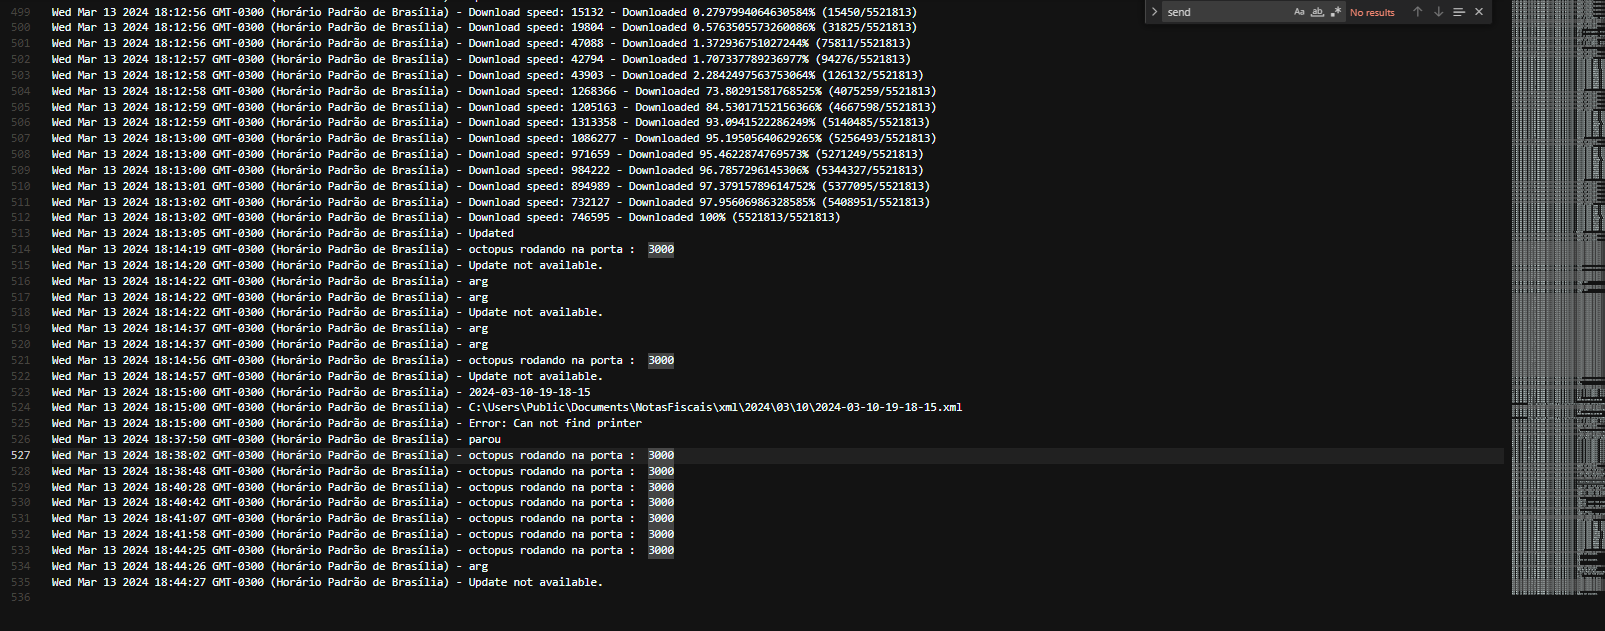 send Aa ab No results
499 Wed Mar 13 2024 18:12:56 GMT-0300 (Horário Padrão de Brasília) - Download speed: 15132 - Downloaded 0.2797994064630584% (15450/5521813)
500 Wed Mar 13 2024 18:12:56 GMT-0300 (Horário Padrão de Brasília) - Download speed: 19804 - Downloaded 0.5763505573260086% (31825/5521813)
501 Wed Mar 13 2024 18:12:56 GMT-0300 (Horário Padrão de Brasília) - Download speed: 47088 - Downloaded 1.372936751027244% (75811/5521813)
502 Wed Mar 13 2024 18:12:57 GMT-0300 (Horário Padrão de Brasília) - Download speed: 42794 - Downloaded 1.707337789236977% (94276/5521813)
503 Wed Mar 13 2024 18:12:58 GMT-0300 (Horário Padrão de Brasília) - Download speed: 43903 - Downloaded 2.2842497563753064% (126132/5521813)
504 Wed Mar 13 2024 18:12:58 GMT-0300 (Horário Padrão de Brasília) - Download speed: 1268366 - Downloaded 73.80291581768525% (4075259/5521813)
505 Wed Mar 13 2024 18:12:59 GMT-0300 (Horário Padrão de Brasília) - Download speed: 1205163 - Downloaded 84.53017152156366% (4667598/5521813)
506 Wed Mar 13 2024 18:12:59 GMT-0300 (Horário Padrão de Brasília) - Download speed: 1313358 - Downloaded 93.0941522286249% (5140485/5521813)
507 Wed Mar 13 2024 18:13:00 GMT-0300 (Horário Padrão de Brasília) - Download speed: 1086277 - Downloaded 95.19505640629265% (5256493/5521813)
508 Wed Mar 13 2024 18:13:00 GMT-0300 (Horário Padrão de Brasília) - Download speed: 971659 - Downloaded 95.4622874769573% (5271249/5521813)
509 Wed Mar 13 2024 18:13:00 GMT-0300 (Horário Padrão de Brasília) - Download speed: 984222 - Downloaded 96.7857296145306% (5344327/5521813)
510 Wed Mar 13 2024 18:13:01 GMT-0300 (Horário Padrão de Brasília) - Download speed: 894989 - Downloaded 97.37915789614752% (5377095/5521813)
511 Wed Mar 13 2024 18:13:02 GMT-0300 (Horário Padrão de Brasília) - Download speed: 732127 - Downloaded 97.95606986328585% (5408951/5521813)
512 Wed Mar 13 2024 18:13:02 GMT-0300 (Horário Padrão de Brasília) - Download speed: 746595 - Downloaded 100% (5521813/5521813)
513 Wed Mar 13 2024 18:13:05 GMT-0300 (Horário Padrão de Brasília) - Updated
514 Wed Mar 13 2024 18:14:19 GMT-0300 (Horário Padrão de Brasília) - octopus rodando na porta : 3000
515 Wed Mar 13 2024 18:14:20 GMT-0300 (Horário Padrão de Brasília) - Update not available.
516 Wed Mar 13 2024 18:14:22 GMT-0300 (Horário Padrão de Brasília) - arg
517 Wed Mar 13 2024 18:14:22 GMT-0300 (Horário Padrão de Brasília) - arg
518 Wed Mar 13 2024 18:14:22 GMT-0300 (Horário Padrão de Brasília) - Update not available.
519 Wed Mar 13 2024 18:14:37 GMT-0300 (Horário Padrão de Brasília) - arg
520 Wed Mar 13 2024 18:14:37 GMT-0300 (Horário Padrão de Brasília) - arg
521 Wed Mar 13 2024 18:14:56 GMT-0300 (Horário Padrão de Brasília) - octopus rodando na porta : 3000
522 Wed Mar 13 2024 18:14:57 GMT-0300 (Horário Padrão de Brasília) - Update not available.
523 Wed Mar 13 2024 18:15:00 GMT-0300 (Horário Padrão de Brasília) - 2024-03-10-19-18-15
524 Wed Mar 13 2024 18:15:00 GMT-0300 (Horário Padrão de Brasília) - C:\Users\Public\Documents\NotasFiscais\xml\2024\03\10\2024-03-10-19-18-15.xml
525 Wed Mar 13 2024 18:15:00 GMT-0300 (Horário Padrão de Brasília) - Error: Can not find printer
526 Wed Mar 13 2024 18:37:50 GMT-0300 (Horário Padrão de Brasília) - parou
527 Wed Mar 13 2024 18:38:02 GMT-0300 (Horário Padrão de Brasília) - octopus rodando na porta : 3000
528 Wed Mar 13 2024 18:38:48 GMT-0300 (Horário Padrão de Brasília) - octopus rodando na porta : 3000
529 Wed Mar 13 2024 18:40:28 GMT-0300 (Horário Padrão de Brasília) - octopus rodando na porta : 3000
530 Wed Mar 13 2024 18:40:42 GMT-0300 (Horário Padrão de Brasília) - octopus rodando na porta : 3000
531 Wed Mar 13 2024 18:41:07 GMT-0300 (Horário Padrão de Brasília) - octopus rodando na porta : 3000
532 Wed Mar 13 2024 18:41:58 GMT-0300 (Horário Padrão de Brasília) - octopus rodando na porta : 3000
533 Wed Mar 13 2024 18:44:25 GMT-0300 (Horário Padrão de Brasília) - octopus rodando na porta : 3000
534 Wed Mar 13 2024 18:44:26 GMT-0300 (Horário Padrão de Brasília) - arg
535 Wed Mar 13 2024 18:44:27 GMT-0300 (Horário Padrão de Brasília) - Update not available.
536